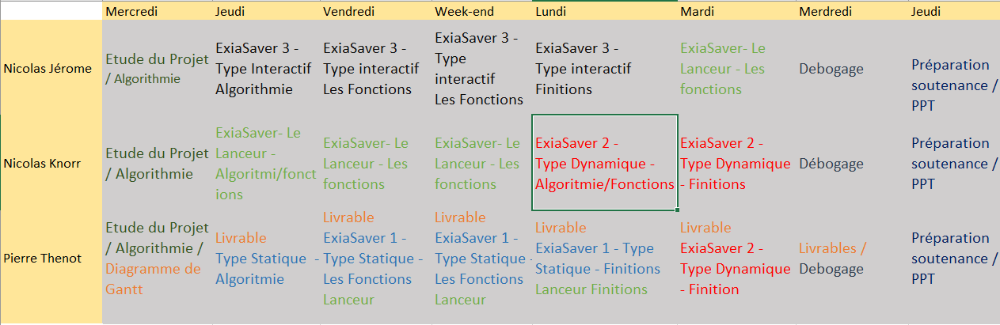 Mercredi
Jeudi
Vendredi
Week-end
Lundi
Mardi
Merdredi
Jeudi
Nicolas Jérome
Etude du Projet
/ Algorithmie
ExiaSaver 3 -
Type Interactif
Algorithmie
ExiaSaver 3 -
Type interactif
Les Fonctions
ExiaSaver 3 -
Type
interactif
Les Fonctions
ExiaSaver 3 -
Type interactif
Finitions
ExiaSaver- Le
Lanceur - Les
fonctions
Debogage
Préparation
soutenance /
PPT
Nicolas Knorr
Etude du Projet
/ Algorithmie
ExiaSaver- Le
Lanceur -
Algoritmi/fonct
ions
ExiaSaver- Le
Lanceur - Les
fonctions
ExiaSaver- Le
Lanceur - Les
fonctions
ExiaSaver 2 -
Type Dynamique -
Algoritmie/Fonctions
ExiaSaver 2 -
Type Dynamique
- Finitions
Débogage
Préparation
soutenance /
PPT
Pierre Thenot
Etude du Projet
/ Algorithmie /
Diagramme de
Gantt
Livrable
Type Statique -
Algoritmie
Livrable
ExiaSaver 1 -
Type Statique -
Les Fonctions
Lanceur
Livrable
ExiaSaver 1 -
Type Statique -
Les Fonctions
Lanceur
Livrable
ExiaSaver 1 - Type
Statique - Finitions
Lanceur Finitions
Livrable
ExiaSaver 2 -
Type Dynamique
- Finition
Livrables /
Debogage
Préparation
soutenance /
PPT